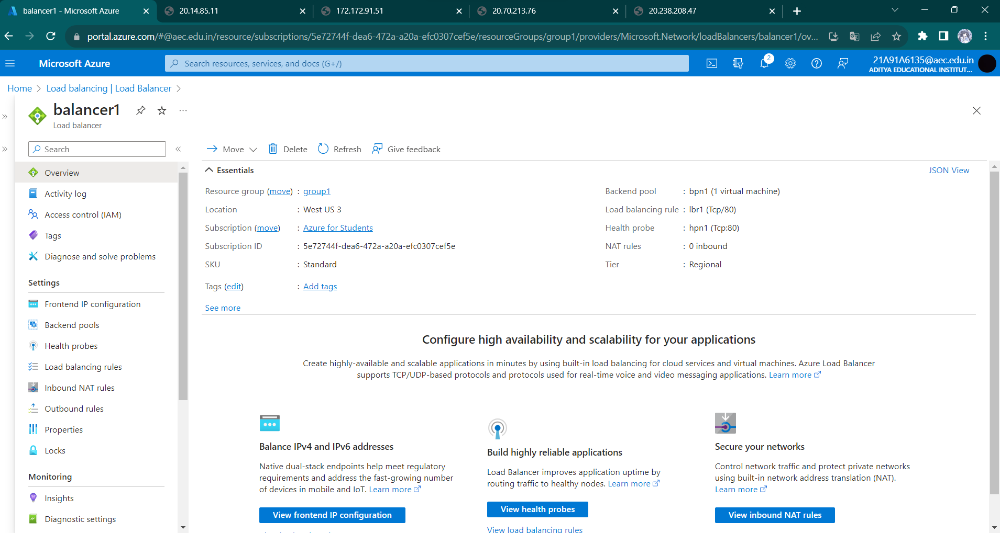 balancer1 - Microsoft Azure
20.14.85.11
172.172.91.51
20.70.213.76
20.238.208.47
portal.azure.com/#@aec.edu.in/resource/subscriptions/5e72744f-dea6-472a-a20a-efc0307cef5e/resourceGroups/group1/providers/Microsoft.Network/loadBalancers/balancer1/ov...
Microsoft Azure
Search resources, services, and docs (G+/)
2
21A91A6135@aec.edu.in
ADITYA EDUCATIONAL INSTITUT...
Home > Load balancing | Load Balancer >
balancer1
Load balancer
Search
Overview
Activity log
Access control (IAM)
Tags
Diagnose and solve problems
Settings
Frontend IP configuration
Backend pools
Health probes
Load balancing rules
Inbound NAT rules
Outbound rules
Properties
Locks
Monitoring
Insights
Diagnostic settings
Move
Delete
Refresh
Give feedback
Essentials
JSON View
Resource group (move) : group1
Location : West US 3
Subscription (move) : Azure for Students
Subscription ID : 5e72744f-dea6-472a-a20a-efc0307cef5e
SKU : Standard
Tags (edit) : Add tags
See more
Backend pool : bpn1 (1 virtual machine)
Load balancing rule : lbr1 (Tcp/80)
Health probe : hpn1 (Tcp:80)
NAT rules : 0 inbound
Tier : Regional
Configure high availability and scalability for your applications
Create highly-available and scalable applications in minutes by using built-in load balancing for cloud services and virtual machines. Azure Load Balancer
supports TCP/UDP-based protocols and protocols used for real-time voice and video messaging applications. Learn more
Balance IPv4 and IPv6 addresses
Native dual-stack endpoints help meet regulatory
requirements and address the fast-growing number
of devices in mobile and IoT. Learn more
View frontend IP configuration
Build highly reliable applications
Load Balancer improves application uptime by
routing traffic to healthy nodes. Learn more
View health probes
View load balancing rules
Secure your networks
Control network traffic and protect private networks
using built-in network address translation (NAT).
Learn more
View inbound NAT rules